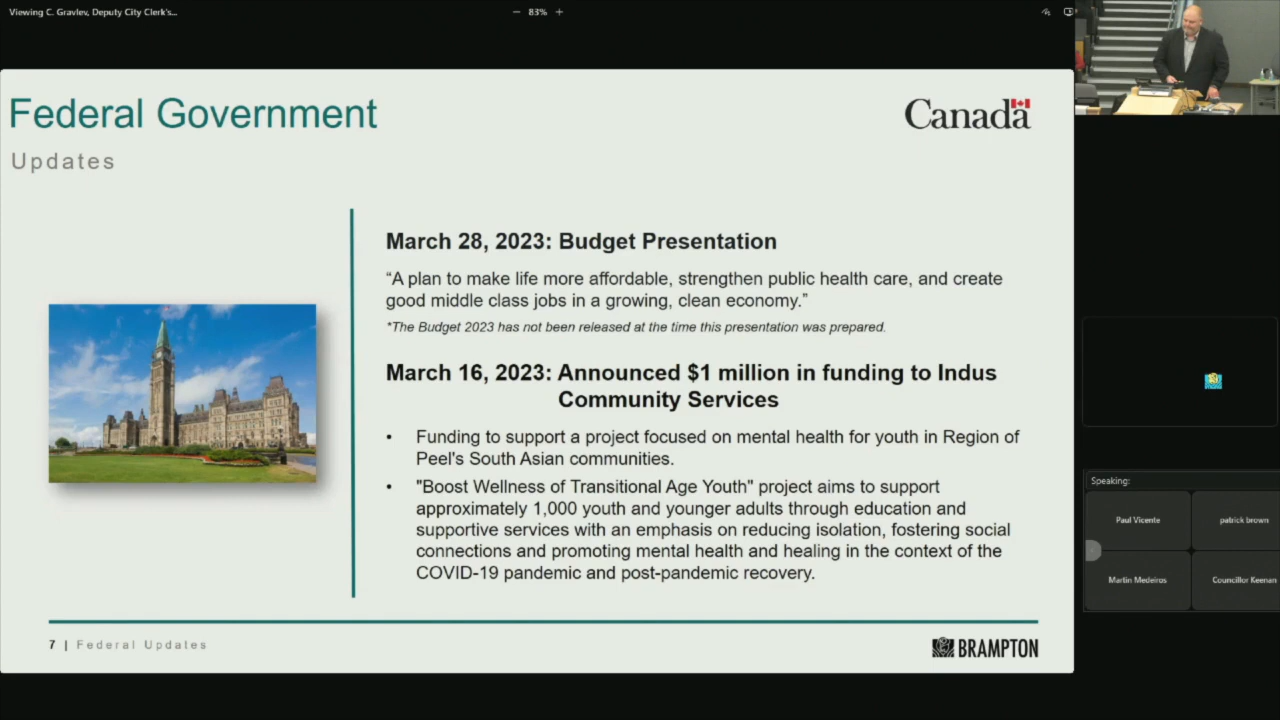 Viewing C. Gravlev, Deputy City Clerk's...
83%
Federal Government
Canada
Updates
March 28, 2023: Budget Presentation
“A plan to make life more affordable, strengthen public health care, and create
good middle class jobs in a growing, clean economy.”
*The Budget 2023 has not been released at the time this presentation was prepared.
March 16, 2023: Announced $1 million in funding to Indus
Community Services
• Funding to support a project focused on mental health for youth in Region of
Peel's South Asian communities.
• "Boost Wellness of Transitional Age Youth" project aims to support
approximately 1,000 youth and younger adults through education and
supportive services with an emphasis on reducing isolation, fostering social
connections and promoting mental health and healing in the context of the
COVID-19 pandemic and post-pandemic recovery.
7 | Federal Updates
BRAMPTON
Speaking:
Paul Vicente
patrick brown
Martin Medeiros
Councillor Keenan